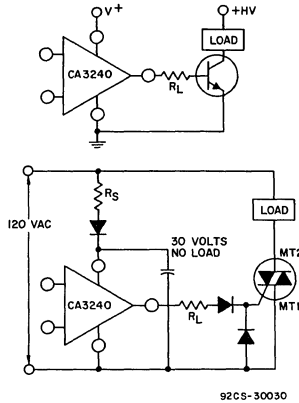 V+
+HV
LOAD
CA3240
RL
120 VAC
RS
30 VOLTS
NO LOAD
LOAD
MT2
CA3240
RL
MT1
92CS-30030